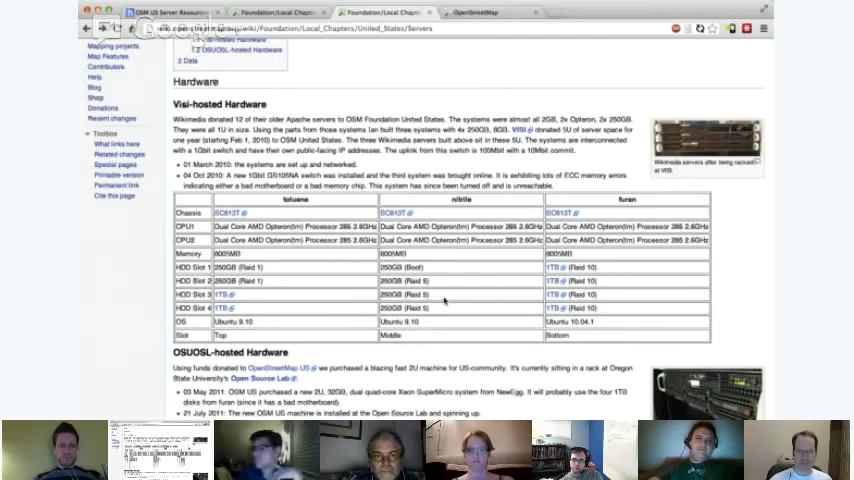 OSM US Server Resource
Foundation/Local Chapt
Foundation/Local Chapt
OpenStreetMap
wiki.openstreetmap.org/wiki/Foundation/Local_Chapters/United_States/Servers
Mapping projects
Map Features
Contributors
Help
Blog
Shop
Donations
Recent changes
Toolbox
What links here
Related changes
Special pages
Printable version
Permanent link
Cite this page
1.1 Visi-hosted Hardware
1.2 OSUOSL-hosted Hardware
2 Data
Hardware
Visi-hosted Hardware
Wikimedia donated 12 of their older Apache servers to OSM Foundation United States. The systems were almost all 2GB, 2x Opteron, 2x 250GB.
They were all 1U in size. Using the parts from those systems Ian built three systems with 4x 250GB, 8GB. VISI donated 5U of server space for
one year (starting Feb 1, 2010) to OSM United States. The three Wikimedia servers built above sit in these 5U. The systems are interconnected
with a 1Gbit switch and have their own public-facing IP addresses. The uplink from this switch is 100Mbit with a 10Mbit commit.
01 March 2010: the systems are set up and networked.
04 Oct 2010: A new 1Gbit GS105NA switch was installed and the third system was brought online. It is exhibiting lots of ECC memory errors
indicating either a bad motherboard or a bad memory chip. This system has since been turned off and is unreachable.
Wikimedia servers after being racked
at VISI.
toluene nitrile furan
Chassis SC813T SC813T SC813T
CPU1 Dual Core AMD Opteron(tm) Processor 285 2.6GHz Dual Core AMD Opteron(tm) Processor 285 2.6GHz Dual Core AMD Opteron(tm) Processor 285 2.6GHz
CPU2 Dual Core AMD Opteron(tm) Processor 285 2.6GHz Dual Core AMD Opteron(tm) Processor 285 2.6GHz Dual Core AMD Opteron(tm) Processor 285 2.6GHz
Memory 8005MB 8005MB 8005MB
HDD Slot 1 250GB (Raid 1) 250GB (Boot) 1TB (Raid 10)
HDD Slot 2 250GB (Raid 1) 250GB (Raid 5) 1TB (Raid 10)
HDD Slot 3 1TB 250GB (Raid 5) 1TB (Raid 10)
HDD Slot 4 1TB 250GB (Raid 5) 1TB (Raid 10)
OS Ubuntu 9.10 Ubuntu 9.10 Ubuntu 10.04.1
Slot Top Middle Bottom
OSUOSL-hosted Hardware
Using funds donated to OpenStreetMap US we purchased a blazing fast 2U machine for US-community. It's currently sitting in a rack at Oregon
State University's Open Source Lab.
03 May 2011: OSM US purchased a new 2U, 32GB, dual quad-core Xeon SuperMicro system from NewEgg. It will probably use the four 1TB
disks from furan (since it has a bad motherboard).
21 July 2011: The new OSM US machine is installed at the Open Source Lab and spinning up.